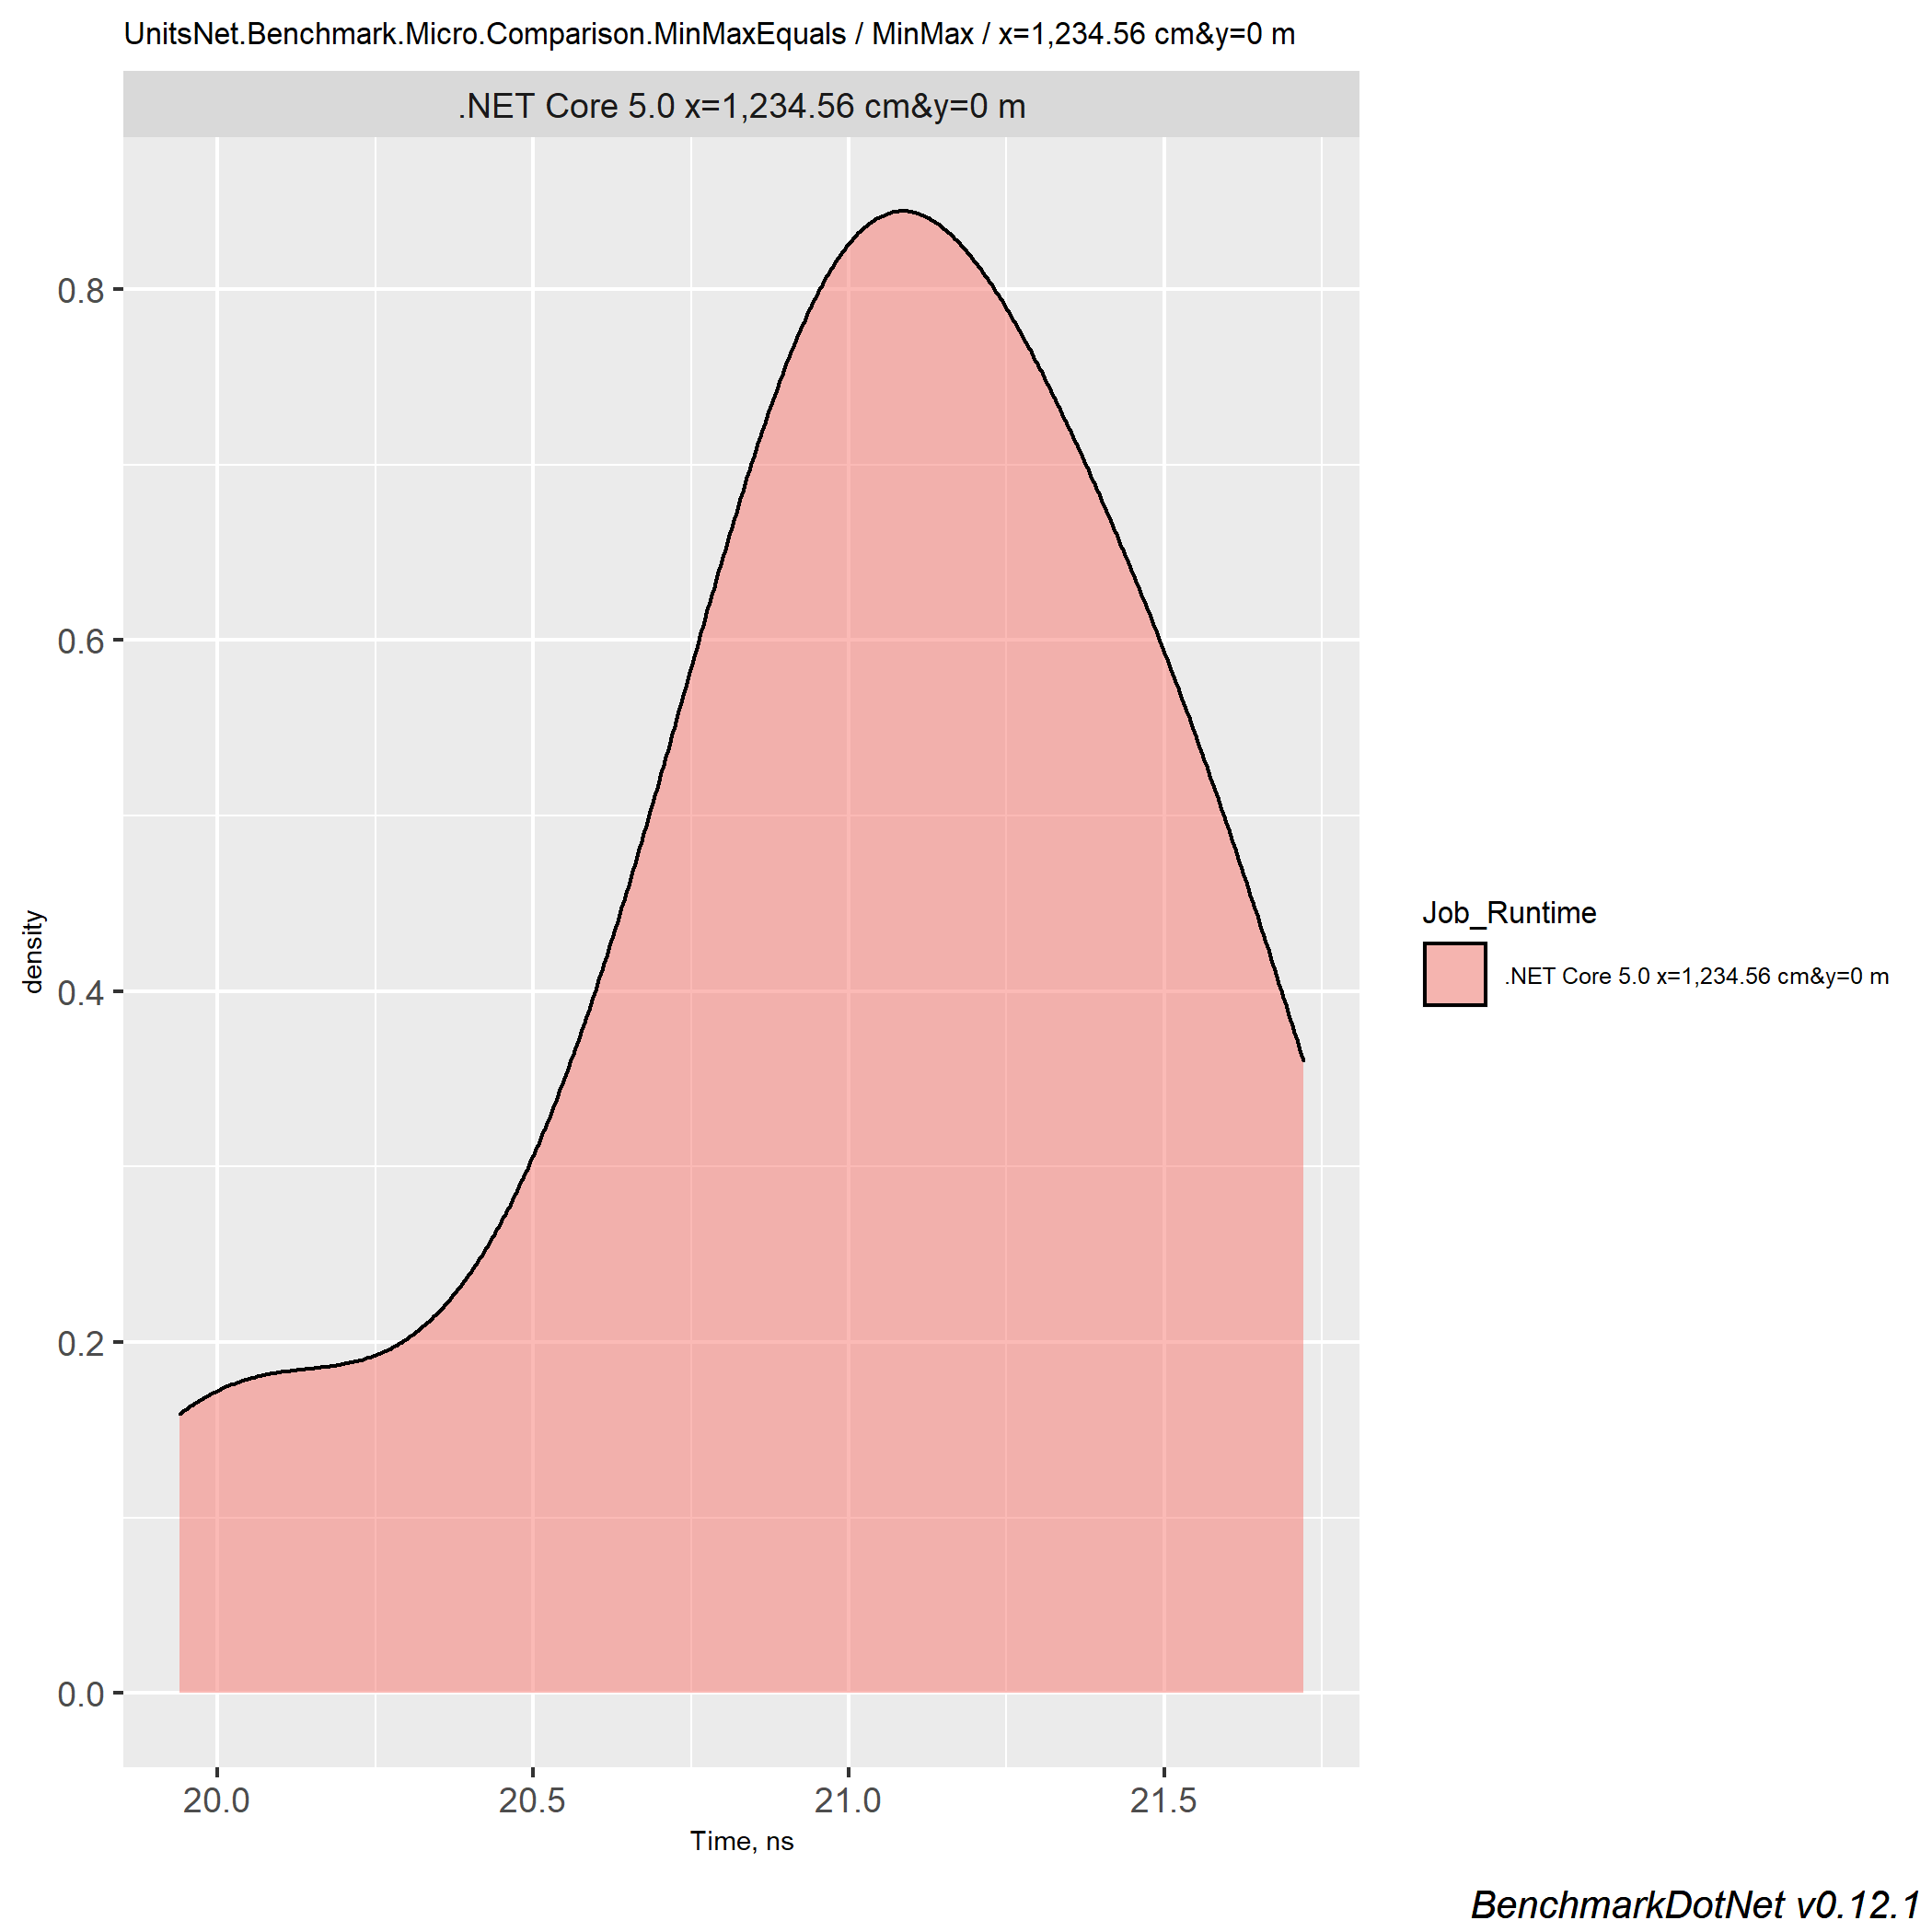 UnitsNet.Benchmark.Micro.Comparison.MinMaxEquals / MinMax / x=1,234.56 cm&y=0 m
.NET Core 5.0 x=1,234.56 cm&y=0 m
0.8
0.6
0.4
0.2
0.0
density
20.0 20.5 21.0 21.5
Time, ns
Job_Runtime
.NET Core 5.0 x=1,234.56 cm&y=0 m
BenchmarkDotNet v0.12.1